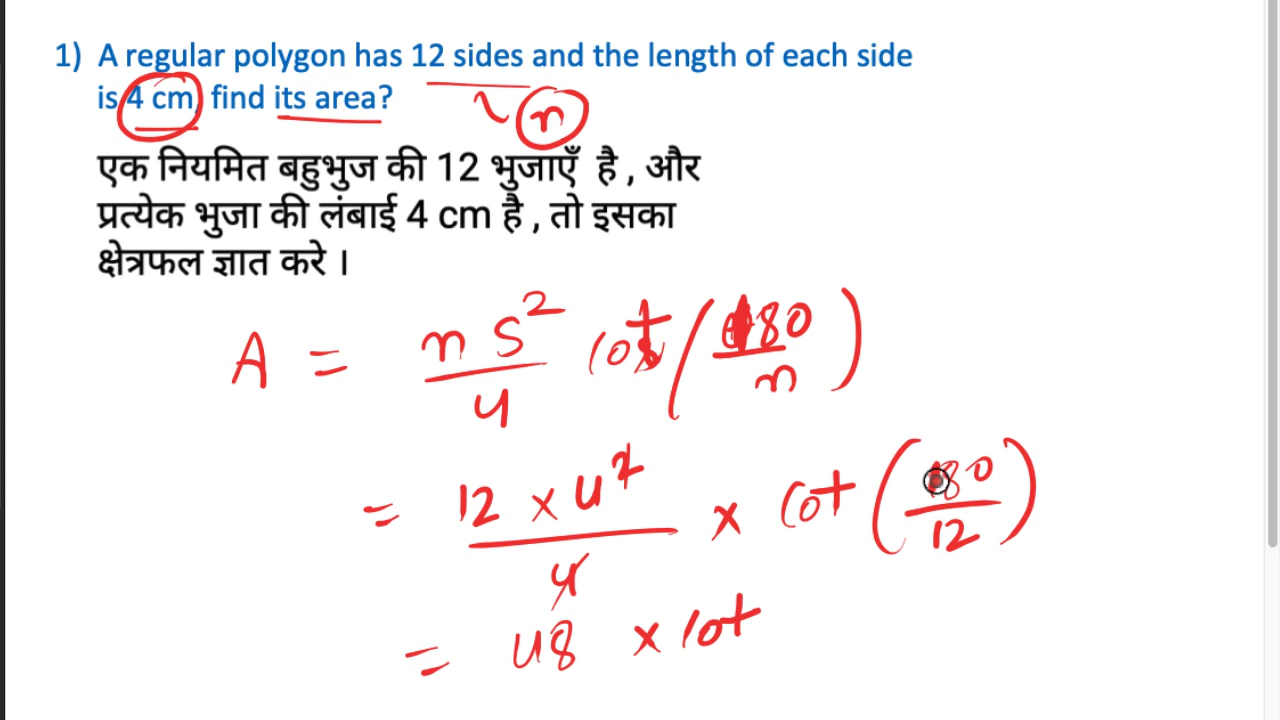 1) A regular polygon has 12 sides and the length of each side
is 4 cm, find its area?
n
एक नियमित बहुभुज की 12 भुजाएँ है , और
प्रत्येक भुजा की लंबाई 4 cm है , तो इसका
क्षेत्रफल ज्ञात करे ।
A = n s² / 4 cot (180 / n)
= 12 × 4² / 4 × cot (180 / 12)
= 48 × cot